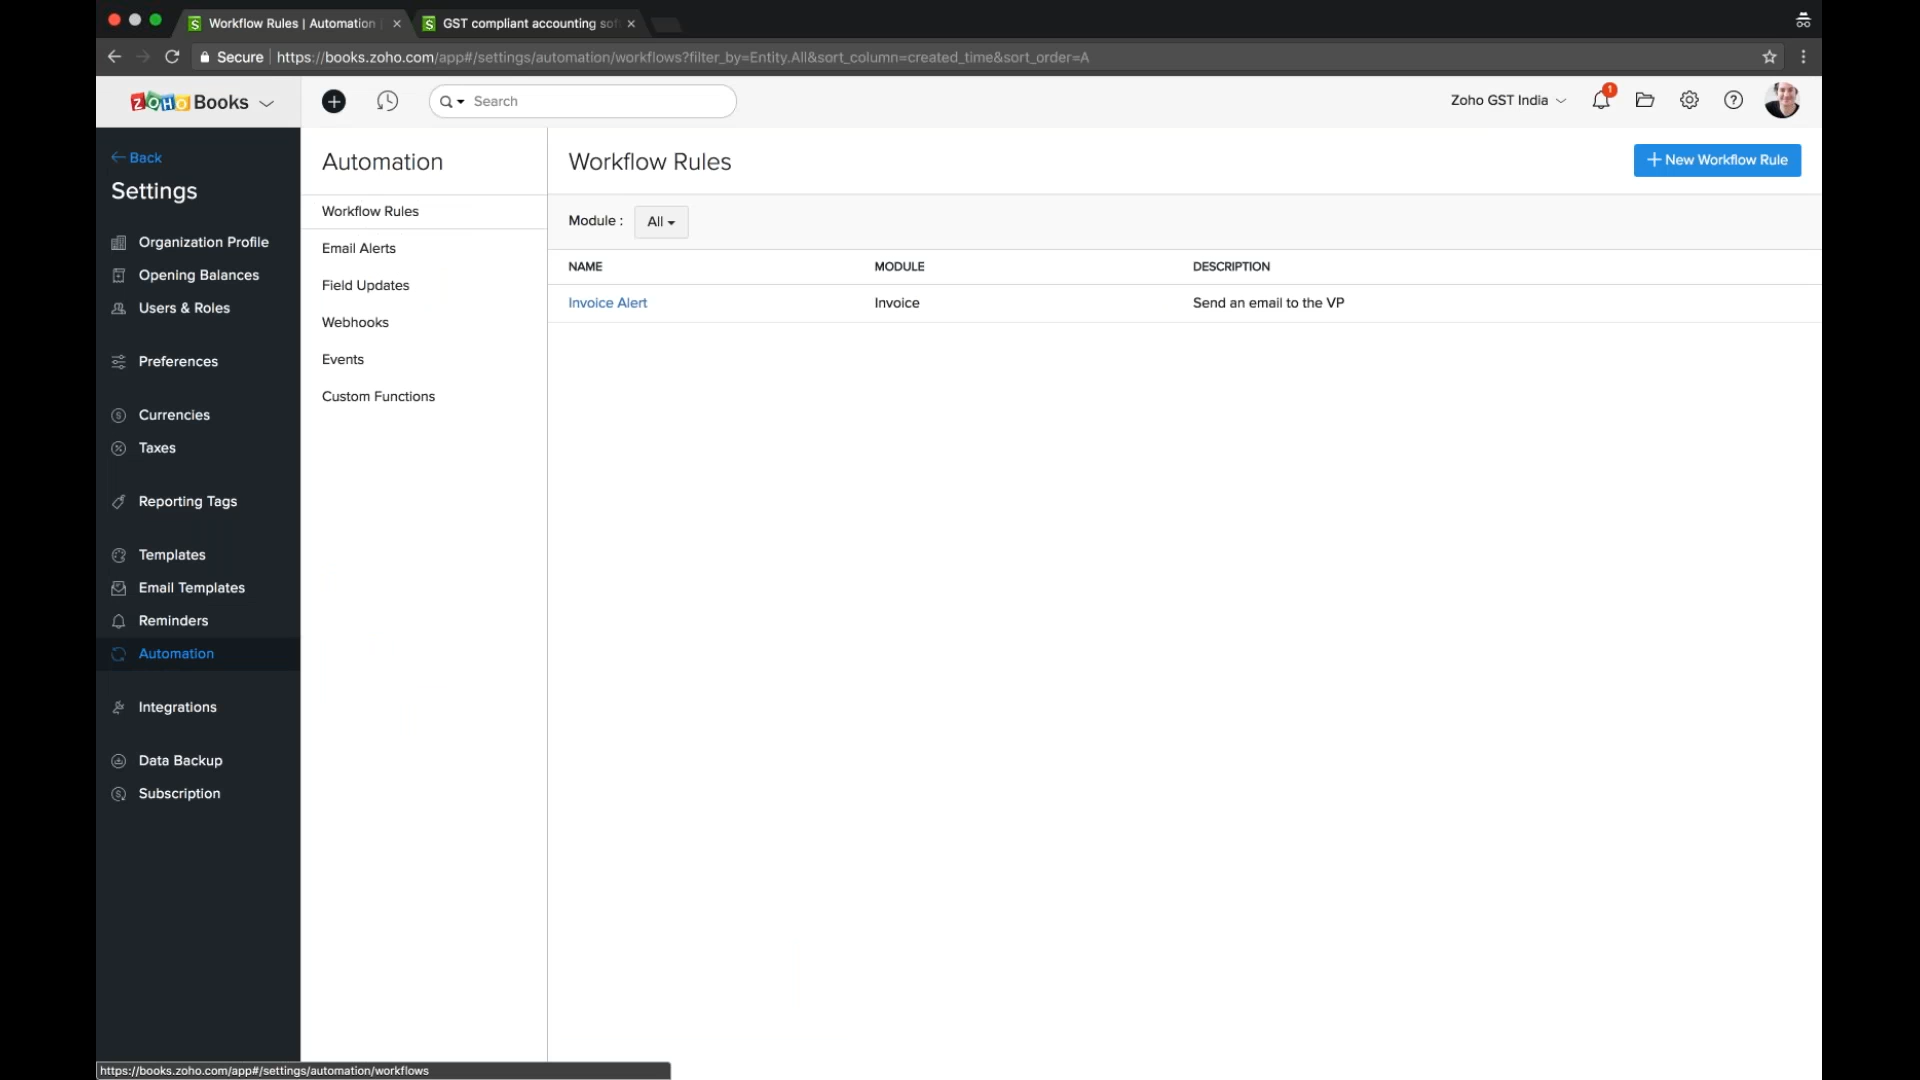 Workflow Rules | Automation
GST compliant accounting sof
Secure
https://books.zoho.com/app#/settings/automation/workflows?filter_by=Entity.All&sort_column=created_time&sort_order=A
ZOHO Books
Search
Zoho GST India
1
Back
Settings
Organization Profile
Opening Balances
Users & Roles
Preferences
Currencies
Taxes
Reporting Tags
Templates
Email Templates
Reminders
Automation
Integrations
Data Backup
Subscription
Automation
Workflow Rules
Email Alerts
Field Updates
Webhooks
Events
Custom Functions
Workflow Rules
+ New Workflow Rule
Module : All
NAME MODULE DESCRIPTION
Invoice Alert Invoice Send an email to the VP
https://books.zoho.com/app#/settings/automation/workflows